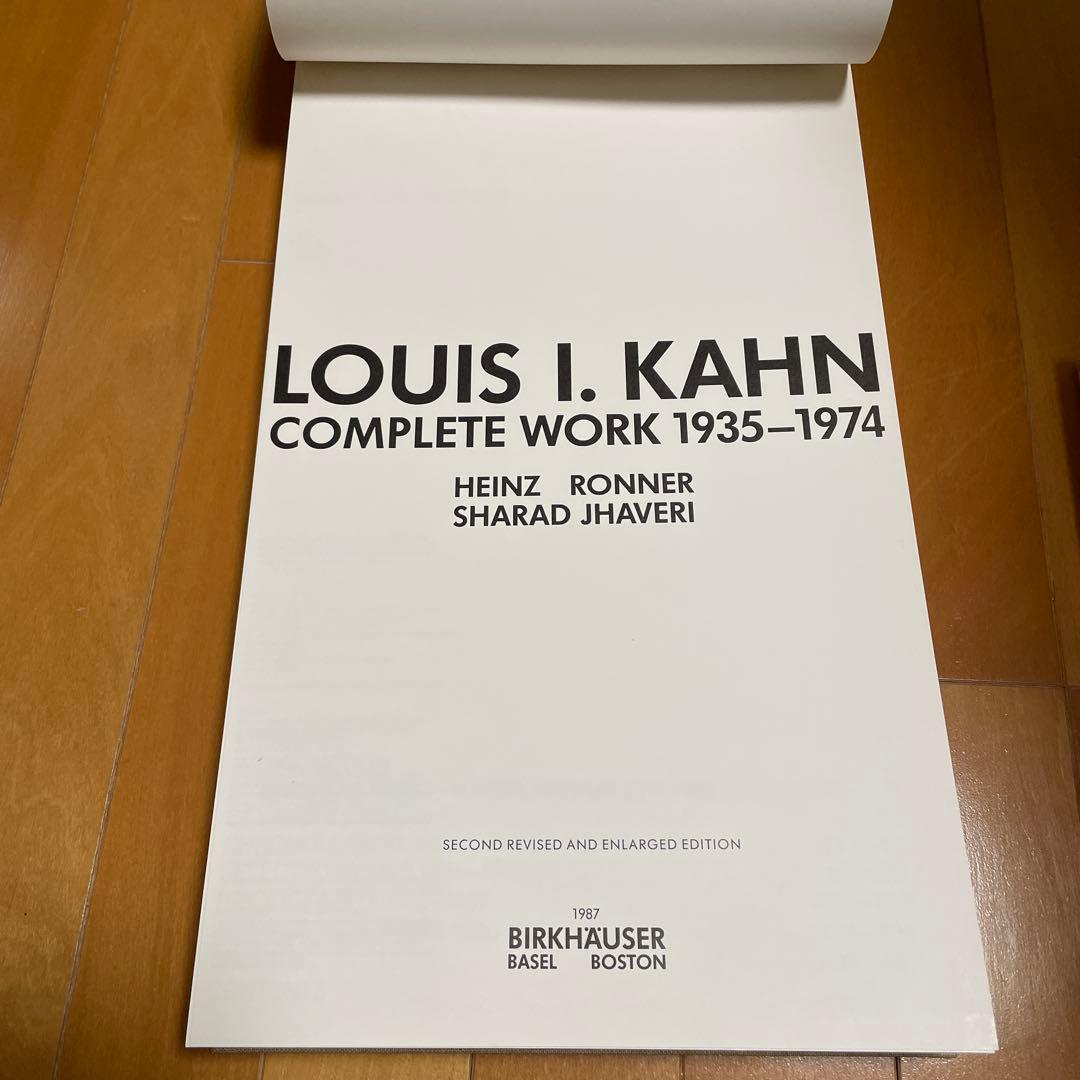 LOUIS I. KAHN
COMPLETE WORK 1935–1974
HEINZ RONNER
SHARAD JHAVERI
SECOND REVISED AND ENLARGED EDITION
1987
BIRKHÄUSER
BASEL BOSTON